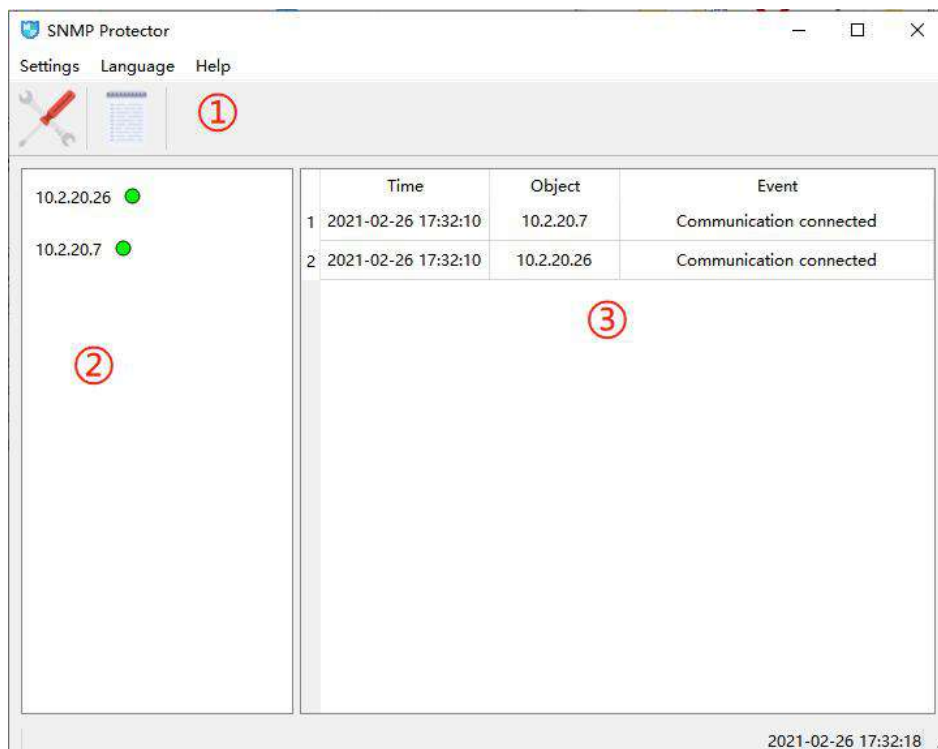 SNMP Protector
Settings Language Help
①
10.2.20.26
10.2.20.7
②
Time Object Event
1 2021-02-26 17:32:10 10.2.20.7 Communication connected
2 2021-02-26 17:32:10 10.2.20.26 Communication connected
③
2021-02-26 17:32:18